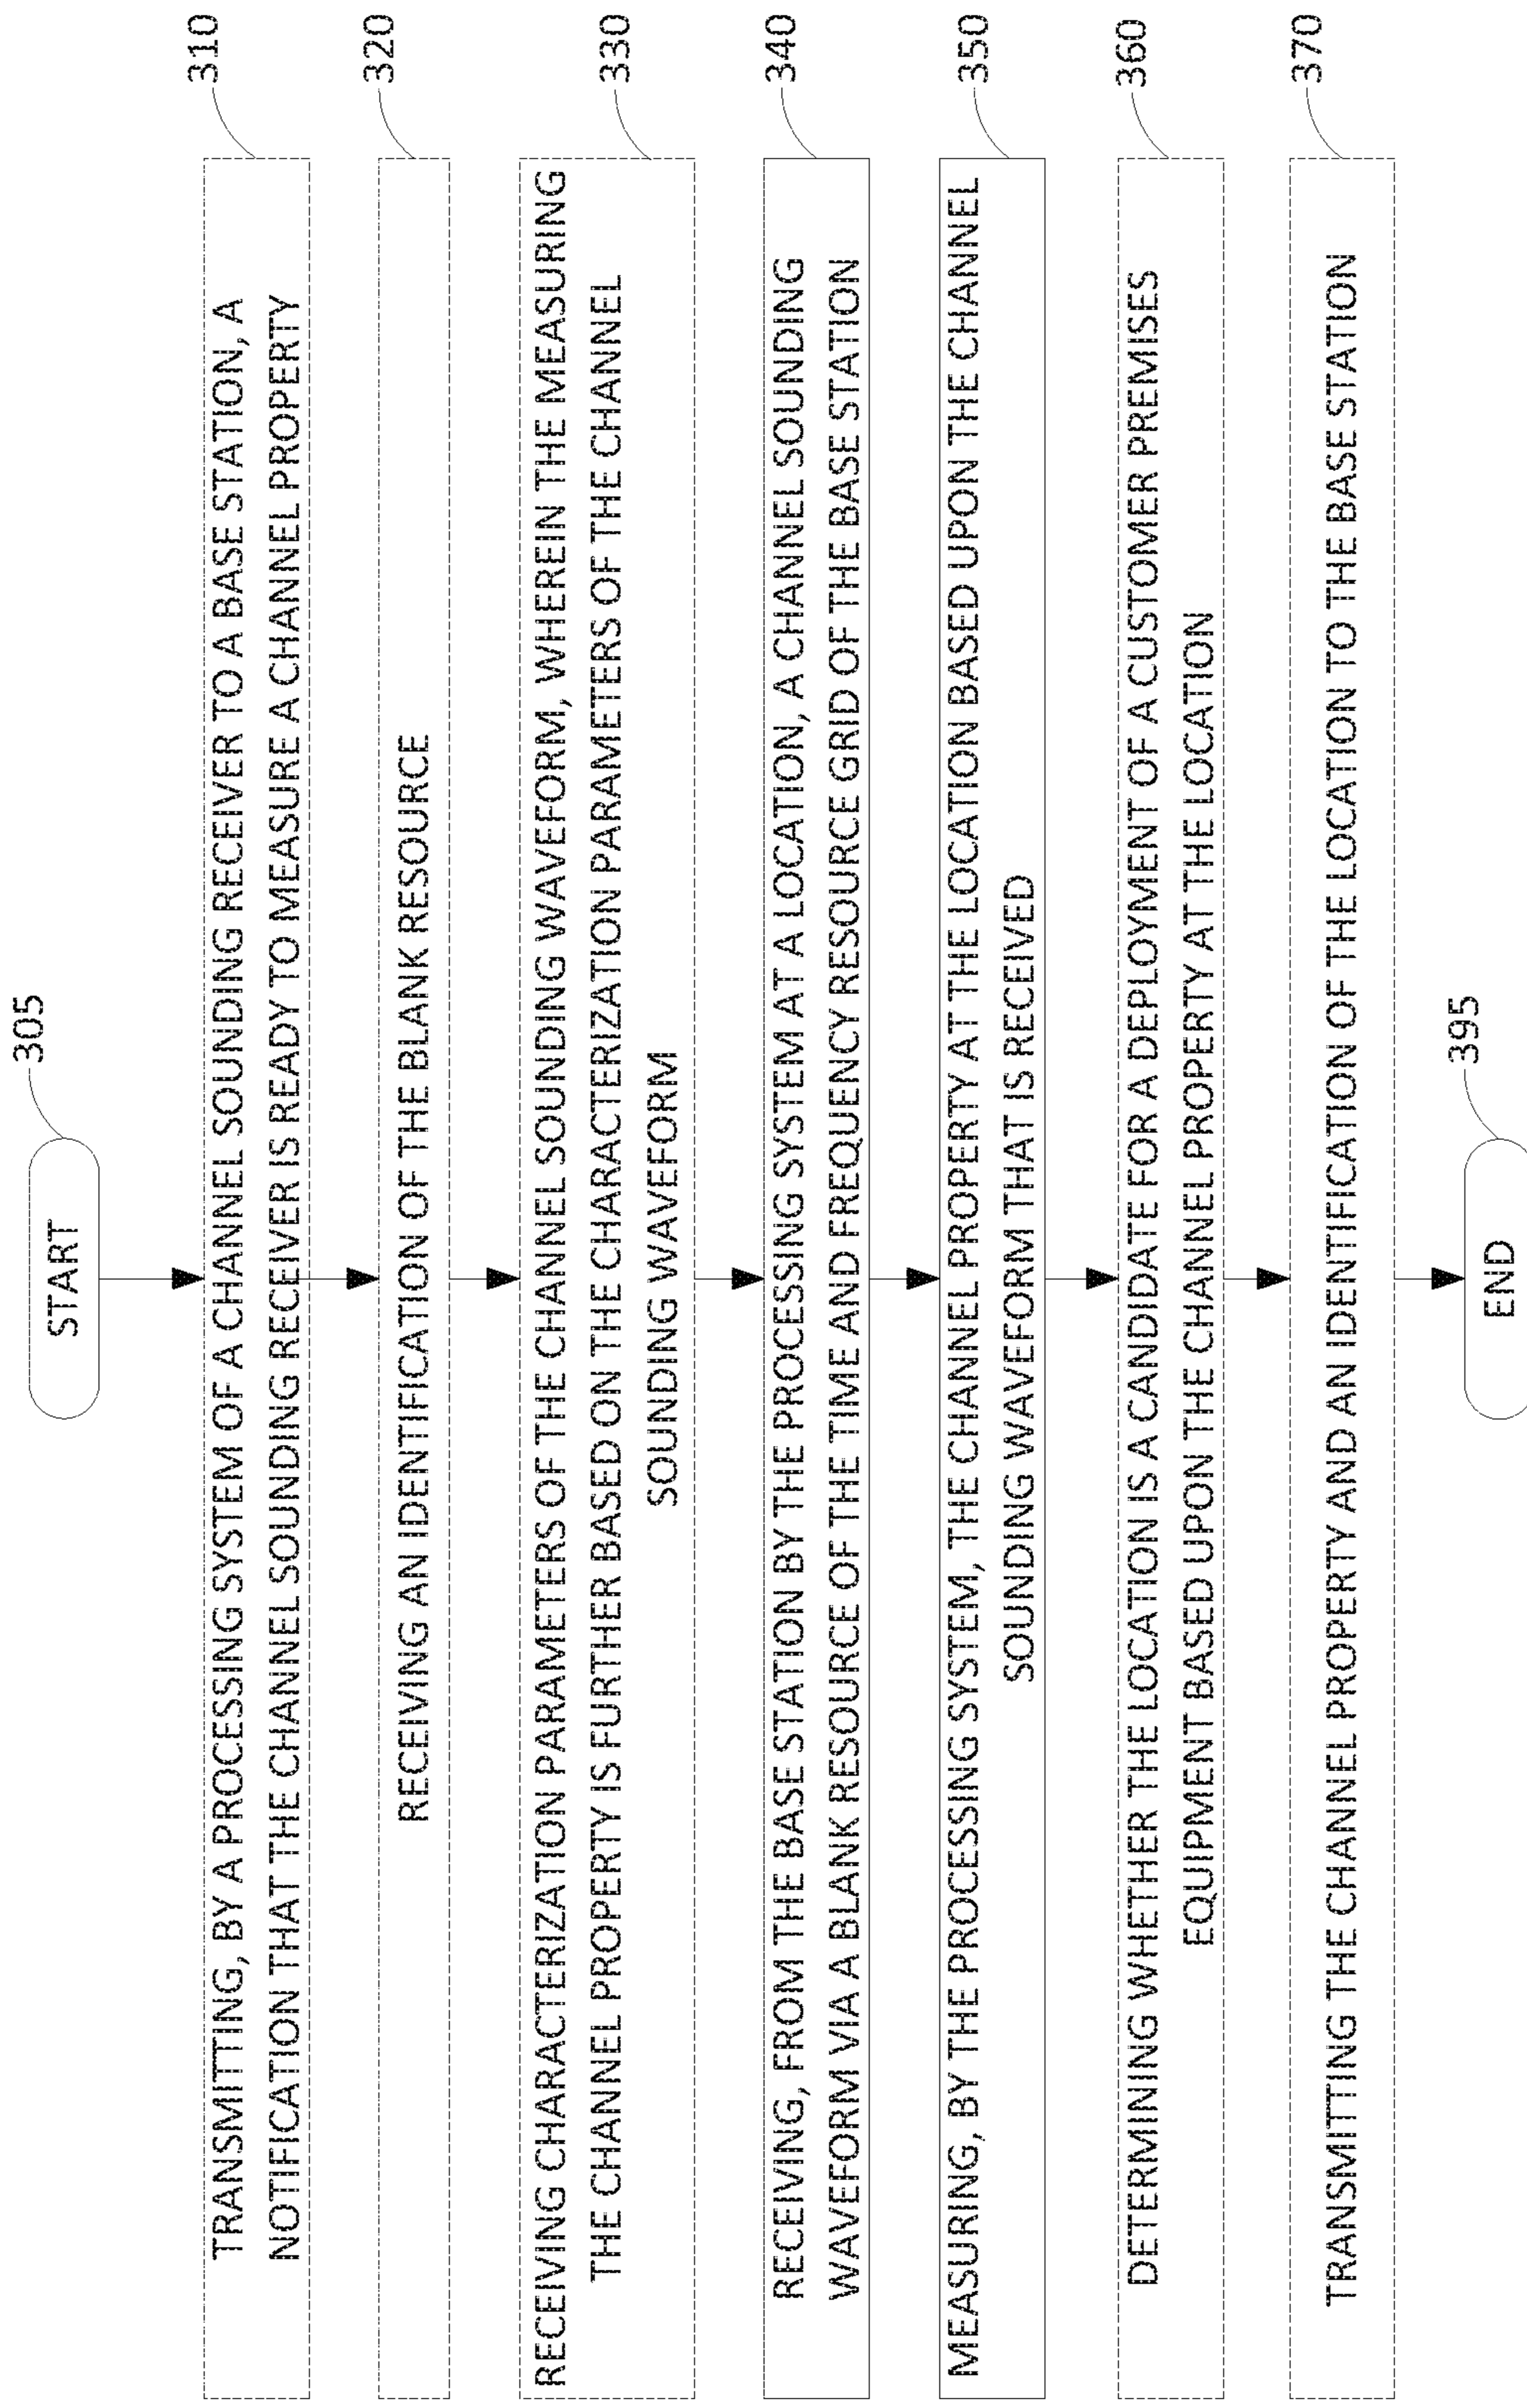 305
START
310
TRANSMITTING, BY A PROCESSING SYSTEM OF A CHANNEL SOUNDING RECEIVER TO A BASE STATION, A
NOTIFICATION THAT THE CHANNEL SOUNDING RECEIVER IS READY TO MEASURE A CHANNEL PROPERTY
320
RECEIVING AN IDENTIFICATION OF THE BLANK RESOURCE
330
RECEIVING CHARACTERIZATION PARAMETERS OF THE CHANNEL SOUNDING WAVEFORM, WHEREIN THE MEASURING
THE CHANNEL PROPERTY IS FURTHER BASED ON THE CHARACTERIZATION PARAMETERS OF THE CHANNEL
SOUNDING WAVEFORM
340
RECEIVING, FROM THE BASE STATION BY THE PROCESSING SYSTEM AT A LOCATION, A CHANNEL SOUNDING
WAVEFORM VIA A BLANK RESOURCE OF THE TIME AND FREQUENCY RESOURCE GRID OF THE BASE STATION
350
MEASURING, BY THE PROCESSING SYSTEM, THE CHANNEL PROPERTY AT THE LOCATION BASED UPON THE CHANNEL
SOUNDING WAVEFORM THAT IS RECEIVED
360
DETERMINING WHETHER THE LOCATION IS A CANDIDATE FOR A DEPLOYMENT OF A CUSTOMER PREMISES
EQUIPMENT BASED UPON THE CHANNEL PROPERTY AT THE LOCATION
370
TRANSMITTING THE CHANNEL PROPERTY AND AN IDENTIFICATION OF THE LOCATION TO THE BASE STATION
395
END